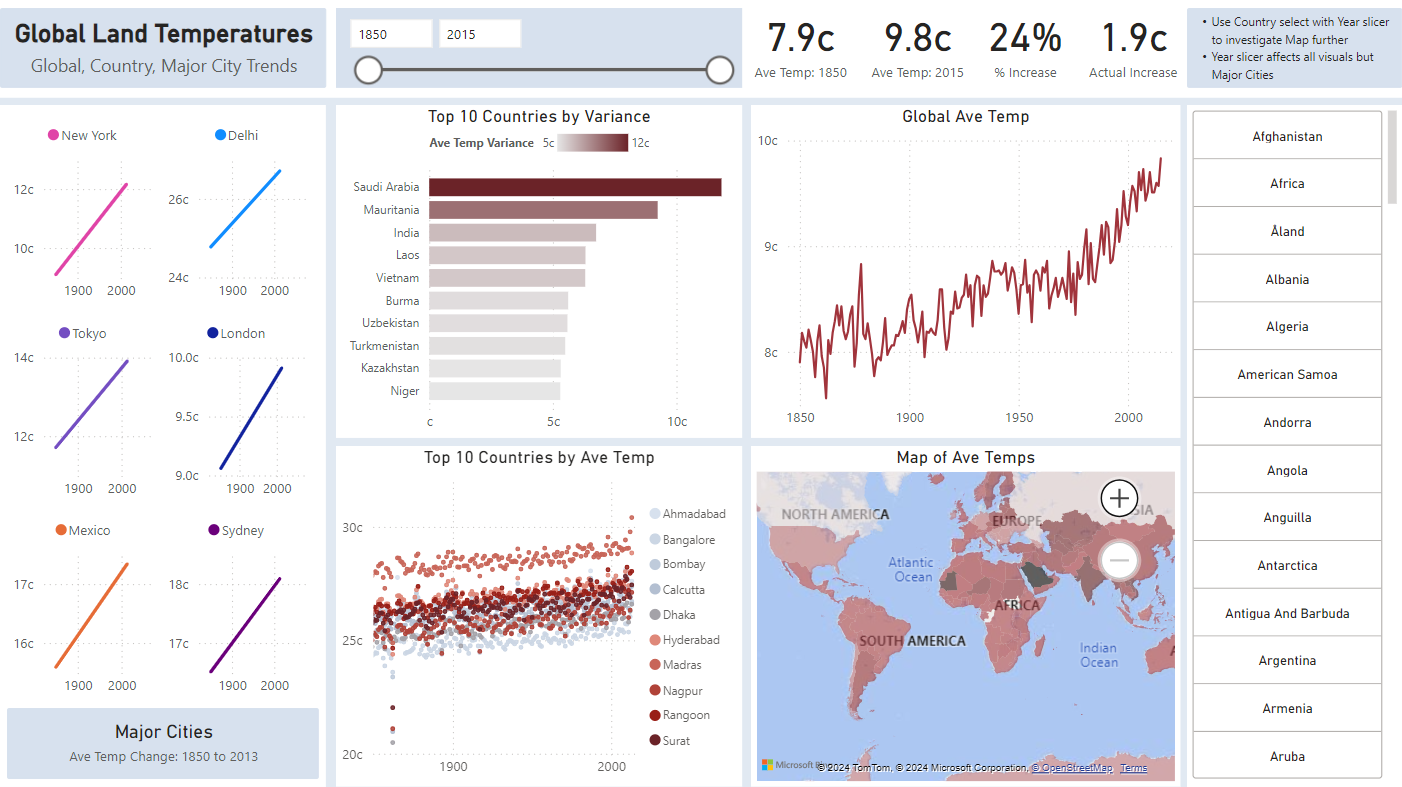 Global Land Temperatures
Global, Country, Major City Trends
1850
2015
7.9c
Ave Temp: 1850
9.8c
Ave Temp: 2015
24%
% Increase
1.9c
Actual Increase
• Use Country select with Year slicer
to investigate Map further
• Year slicer affects all visuals but
Major Cities
New York
12c
10c
1900 2000
Delhi
26c
24c
1900 2000
Tokyo
14c
12c
1900 2000
London
10.0c
9.5c
9.0c
1900 2000
Mexico
17c
16c
1900 2000
Sydney
18c
17c
1900 2000
Major Cities
Ave Temp Change: 1850 to 2013
Top 10 Countries by Variance
Ave Temp Variance 5c 12c
Saudi Arabia
Mauritania
India
Laos
Vietnam
Burma
Uzbekistan
Turkmenistan
Kazakhstan
Niger
c 5c 10c
Top 10 Countries by Ave Temp
30c
25c
20c
1900 2000
Ahmadabad
Bangalore
Bombay
Calcutta
Dhaka
Hyderabad
Madras
Nagpur
Rangoon
Surat
Global Ave Temp
10c
9c
8c
1850 1900 1950 2000
Map of Ave Temps
NORTH AMERICA
EUROPE
Atlantic
Ocean
AFRICA
SOUTH AMERICA
Indian
Ocean
Microsoft
© 2024 TomTom, © 2024 Microsoft Corporation, © OpenStreetMap Terms
Afghanistan
Africa
Åland
Albania
Algeria
American Samoa
Andorra
Angola
Anguilla
Antarctica
Antigua And Barbuda
Argentina
Armenia
Aruba